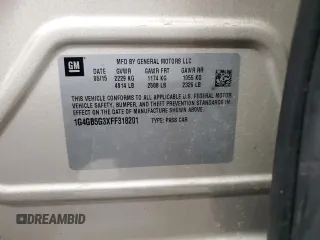 GM
MFD BY GENERAL MOTORS LLC
DATE GVWR GAWR FRT GAWR RR
2229 KG 1174 KG 1055 KG
4914 LB 2588 LB 2326 LB
THIS VEHICLE CONFORMS TO ALL APPLICABLE U.S. FEDERAL MOTOR
VEHICLE SAFETY, BUMPER, AND THEFT PREVENTION STANDARDS IN
EFFECT ON THE DATE OF MANUFACTURE SHOWN ABOVE.
1G4GB5G3XFF318201 TYPE: PASS CAR
DREAMBID